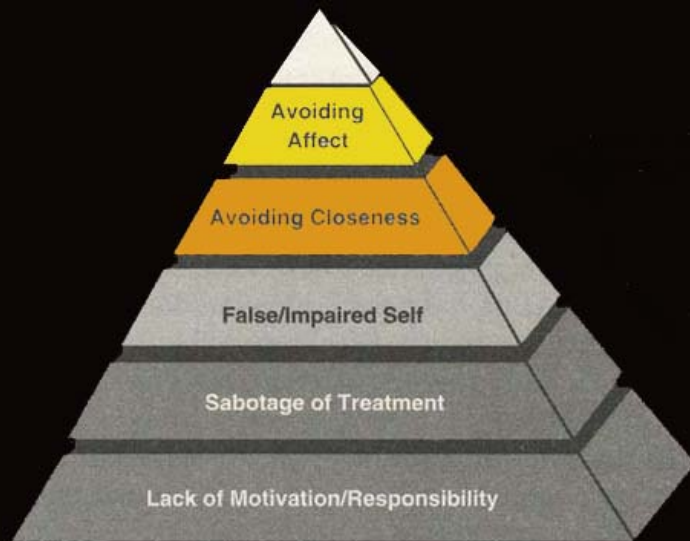 Avoiding
Affect
Avoiding Closeness
False/Impaired Self
Sabotage of Treatment
Lack of Motivation/Responsibility